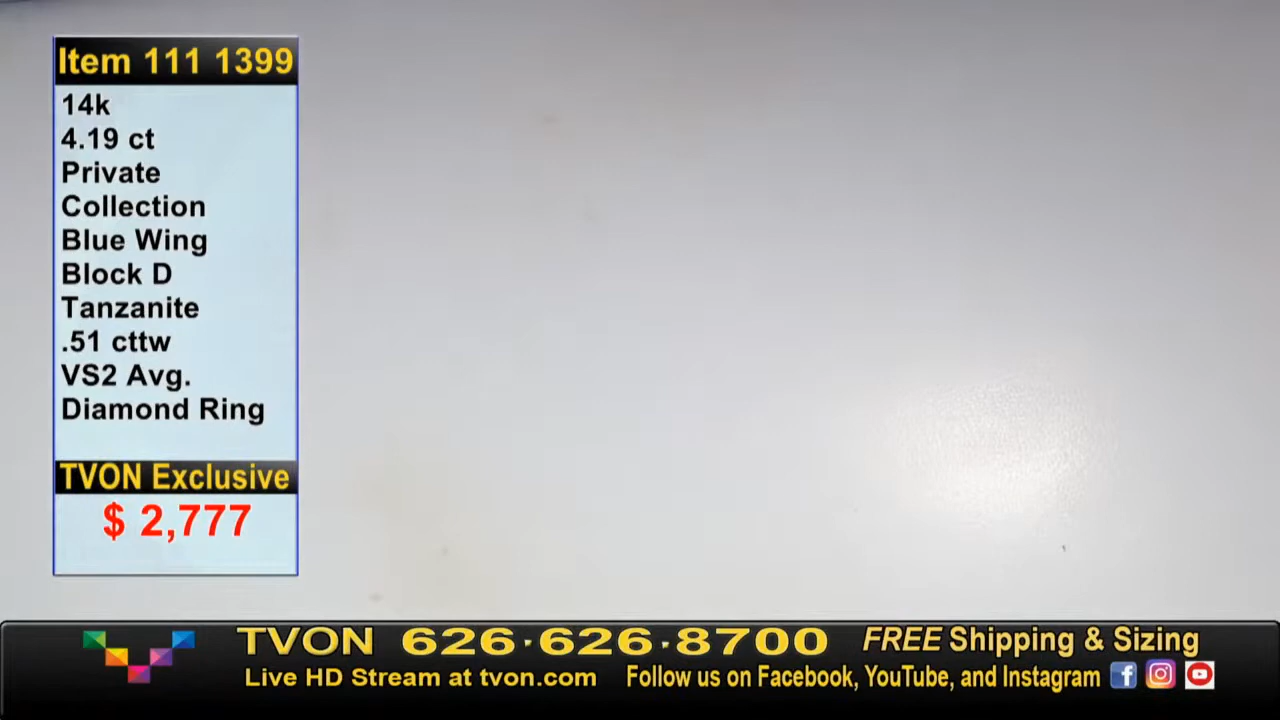 Item 111 1399
14k
4.19 ct
Private
Collection
Blue Wing
Block D
Tanzanite
.51 cttw
VS2 Avg.
Diamond Ring
TVON Exclusive
$ 2,777
TVON 626·626·8700 FREE Shipping & Sizing
Live HD Stream at tvon.com Follow us on Facebook, YouTube, and Instagram